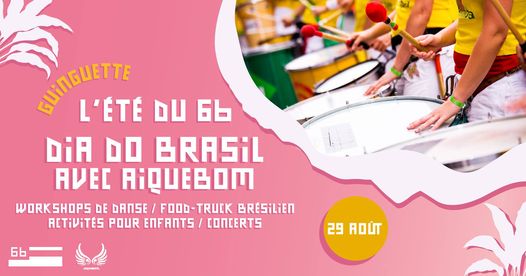 GUINGUETTE
L'ÉTÉ DU 6b
DIA DO BRASIL
AVEC AIQUEBOM
WORKSHOPS DE DANSE / FOOD-TRUCK BRÉSILIEN
ACTIVITÉS POUR ENFANTS / CONCERTS
29 AOÛT
6b